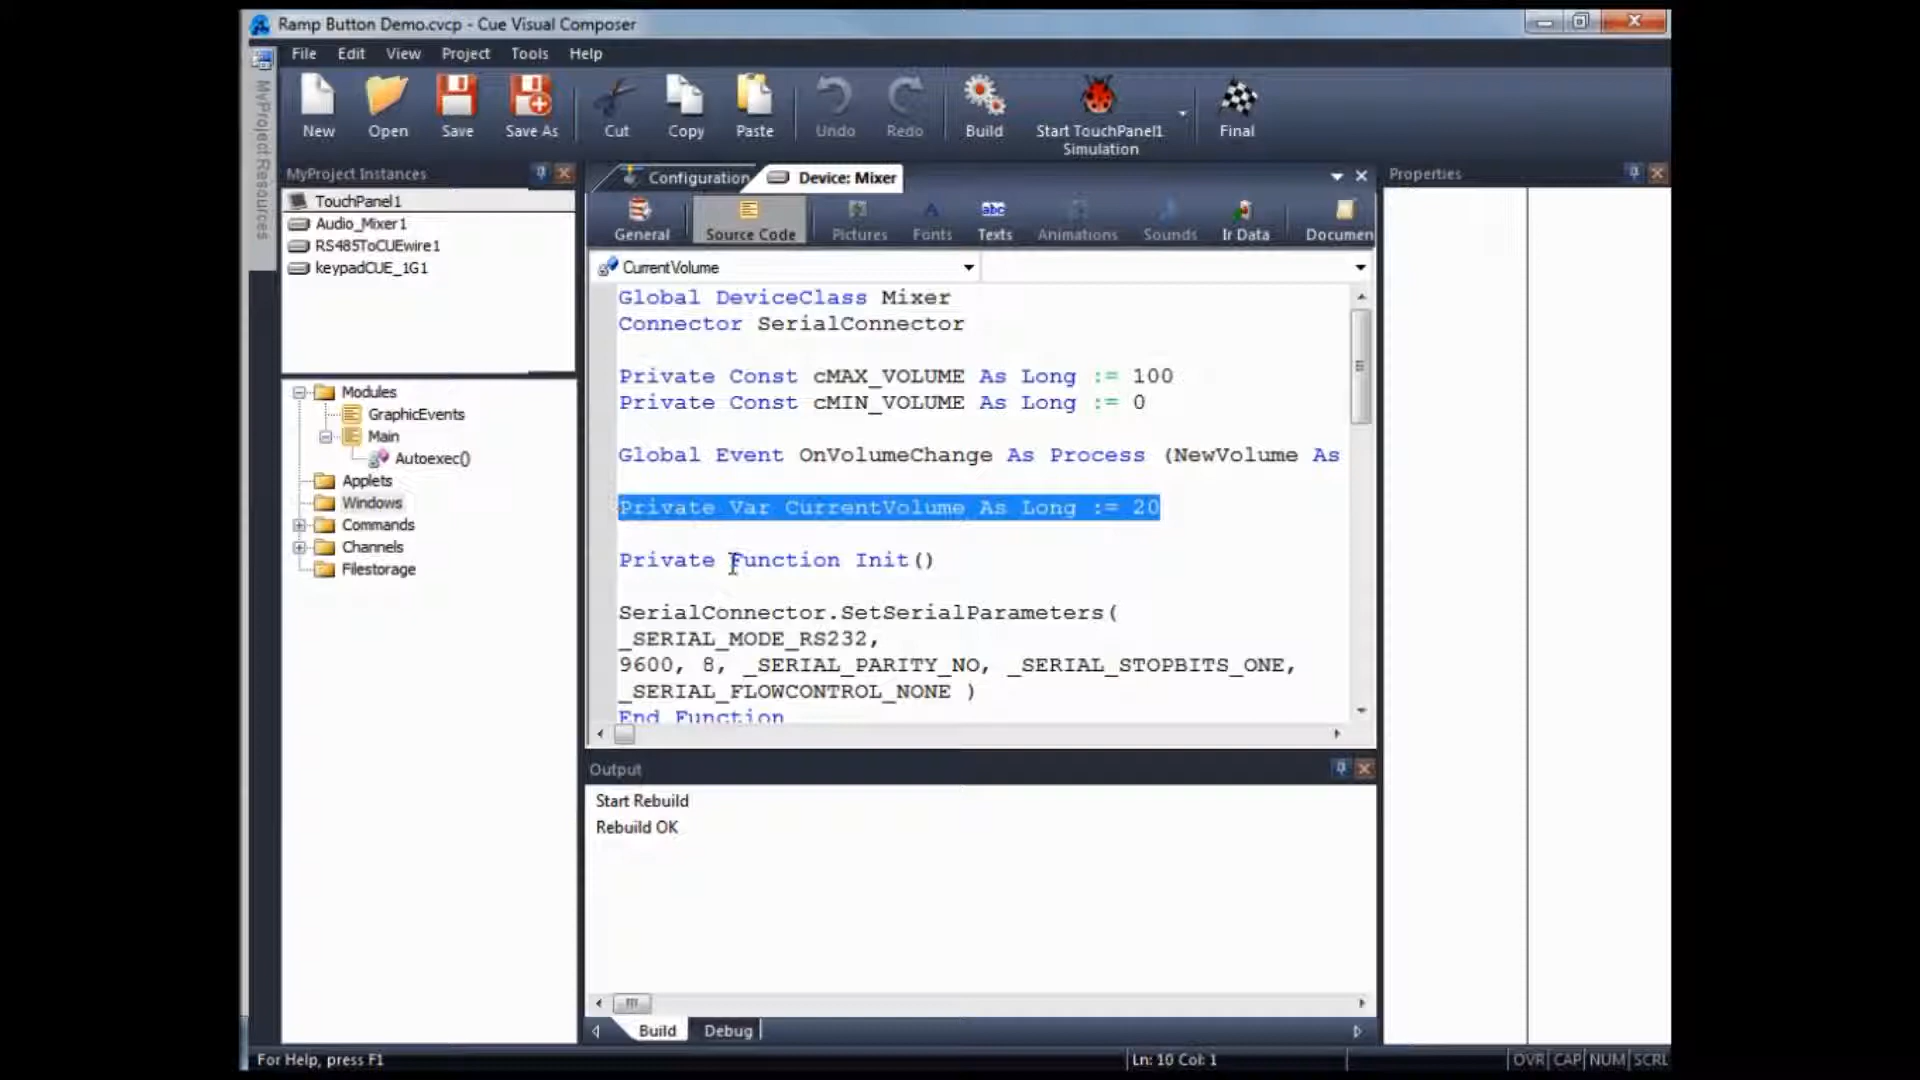 Ramp Button Demo.cvcp - Cue Visual Composer
File Edit View Project Tools Help
New Open Save Save As Cut Copy Paste Undo Redo Build Start TouchPanel1 Simulation Final
MyProject Resources
MyProject Instances
TouchPanel1
Audio_Mixer1
RS485ToCUEwire1
keypadCUE_1G1
Modules
GraphicEvents
Main
Autoexec()
Applets
Windows
Commands
Channels
Filestorage
Configuration Device: Mixer
General Source Code Pictures Fonts abc Texts Animations Sounds Ir Data Documen
CurrentVolume
Global DeviceClass Mixer
Connector SerialConnector
Private Const cMAX_VOLUME As Long := 100
Private Const cMIN_VOLUME As Long := 0
Global Event OnVolumeChange As Process (NewVolume As
Private Var CurrentVolume As Long := 20
Private Function Init()
SerialConnector.SetSerialParameters(
_SERIAL_MODE_RS232,
9600, 8, _SERIAL_PARITY_NO, _SERIAL_STOPBITS_ONE,
_SERIAL_FLOWCONTROL_NONE )
End Function
Output
Start Rebuild
Rebuild OK
Build Debug
Properties
For Help, press F1
Ln: 10 Col: 1
OVR CAP NUM SCRL